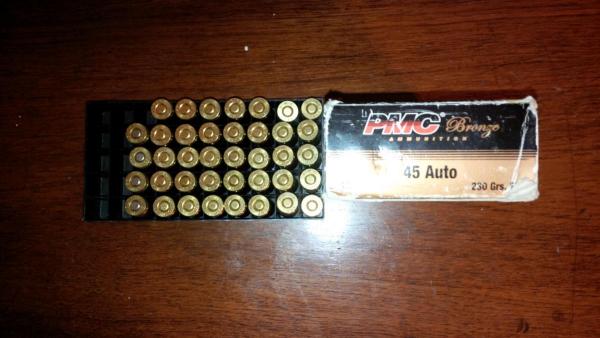 PMC Bronze
AMMUNITION
45 Auto
230 Grs.